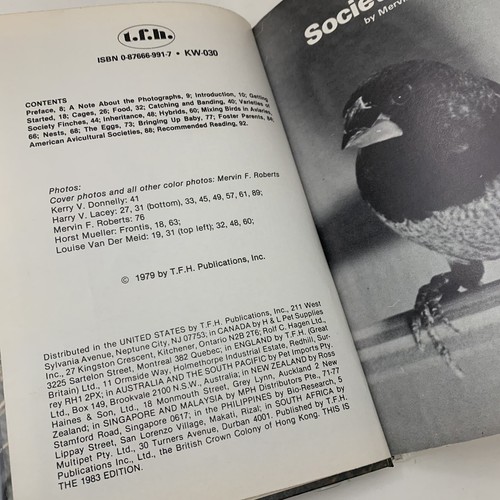 t.f.h.
ISBN 0-87666-991-7 • KW-030
CONTENTS
Preface, 8; A Note About the Photographs, 9; Introduction, 10; Getting
Started, 18; Cages, 26; Food, 32; Catching and Banding, 40; Varieties of
Society Finches, 44; Inheritance, 48; Hybrids, 60; Mixing Birds in Aviaries,
66; Nests, 68; The Eggs, 73; Bringing Up Baby, 77; Foster Parents, 84;
American Avicultural Societies, 88; Recommended Reading, 92.
Photos:
Cover photos and all other color photos: Mervin F. Roberts
Kerry V. Donnelly: 41
Harry V. Lacey: 27, 31 (bottom), 33, 45, 49, 57, 61, 89;
Mervin F. Roberts: 76
Horst Mueller: Frontis, 18, 63;
Louise Van Der Meid: 19, 31 (top left); 32, 48, 60;
© 1979 by T.F.H. Publications, Inc.
Distributed in the UNITED STATES by T.F.H. Publications, Inc., 211 West
Sylvania Avenue, Neptune City, NJ 07753; in CANADA by H & L Pet Supplies
Inc., 27 Kingston Crescent, Kitchener, Ontario N2B 2T6; Rolf C. Hagen Ltd.,
3225 Sartelon Street, Montreal 382 Quebec; in ENGLAND by T.F.H. (Great
Britain) Ltd., 11 Ormside Way, Holmethorpe Industrial Estate, Redhill, Sur-
rey RH1 2PX; in AUSTRALIA AND THE SOUTH PACIFIC by Pet Imports Pty.
Ltd., Box 149, Brookvale 2100 N.S.W., Australia; in NEW ZEALAND by Ross
Haines & Son, Ltd., 18 Monmouth Street, Grey Lynn, Auckland 2 New
Zealand; in SINGAPORE AND MALAYSIA by MPH Distributors Pte., 71-77
Stamford Road, Singapore 0617; in the PHILIPPINES by Bio-Research, 5
Lippay Street, San Lorenzo Village, Makati, Rizal; in SOUTH AFRICA by
Multipet Pty. Ltd., 30 Turners Avenue, Durban 4001. Published by T.F.H.
Publications Inc., Ltd., the British Crown Colony of Hong Kong. THIS IS
THE 1983 EDITION.
Socie
by Mervin